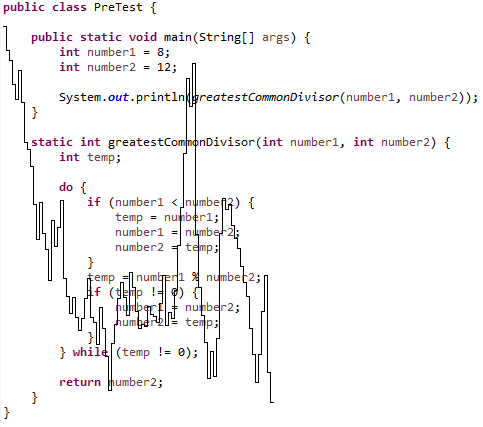 public class PreTest {
public static void main(String[] args) {
int number1 = 8;
int number2 = 12;
System.out.println(greatestCommonDivisor(number1, number2));
}
static int greatestCommonDivisor(int number1, int number2) {
int temp;
do {
if (number1 < number2) {
temp = number1;
number1 = number2;
number2 = temp;
}
temp = number1 % number2;
if (temp != 0) {
number1 = number2;
number2 = temp;
}
} while (temp != 0);
return number2;
}
}